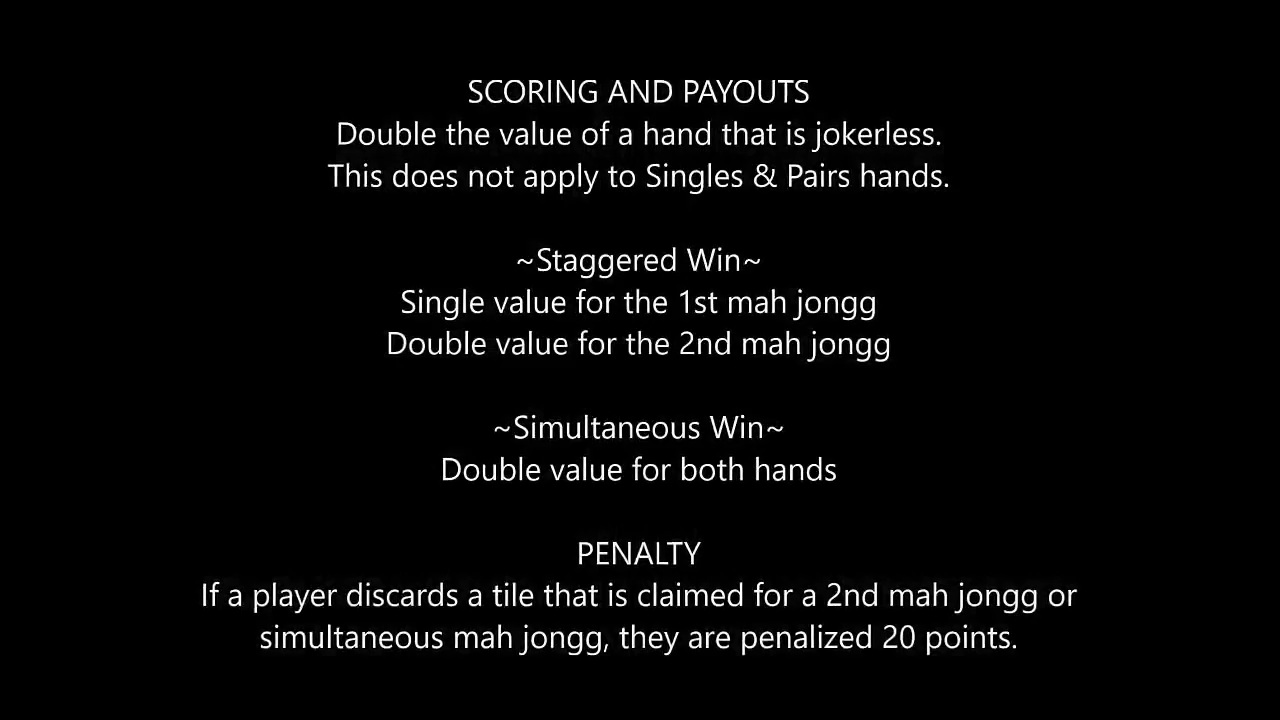 SCORING AND PAYOUTS
Double the value of a hand that is jokerless.
This does not apply to Singles & Pairs hands.
~Staggered Win~
Single value for the 1st mah jongg
Double value for the 2nd mah jongg
~Simultaneous Win~
Double value for both hands
PENALTY
If a player discards a tile that is claimed for a 2nd mah jongg or
simultaneous mah jongg, they are penalized 20 points.